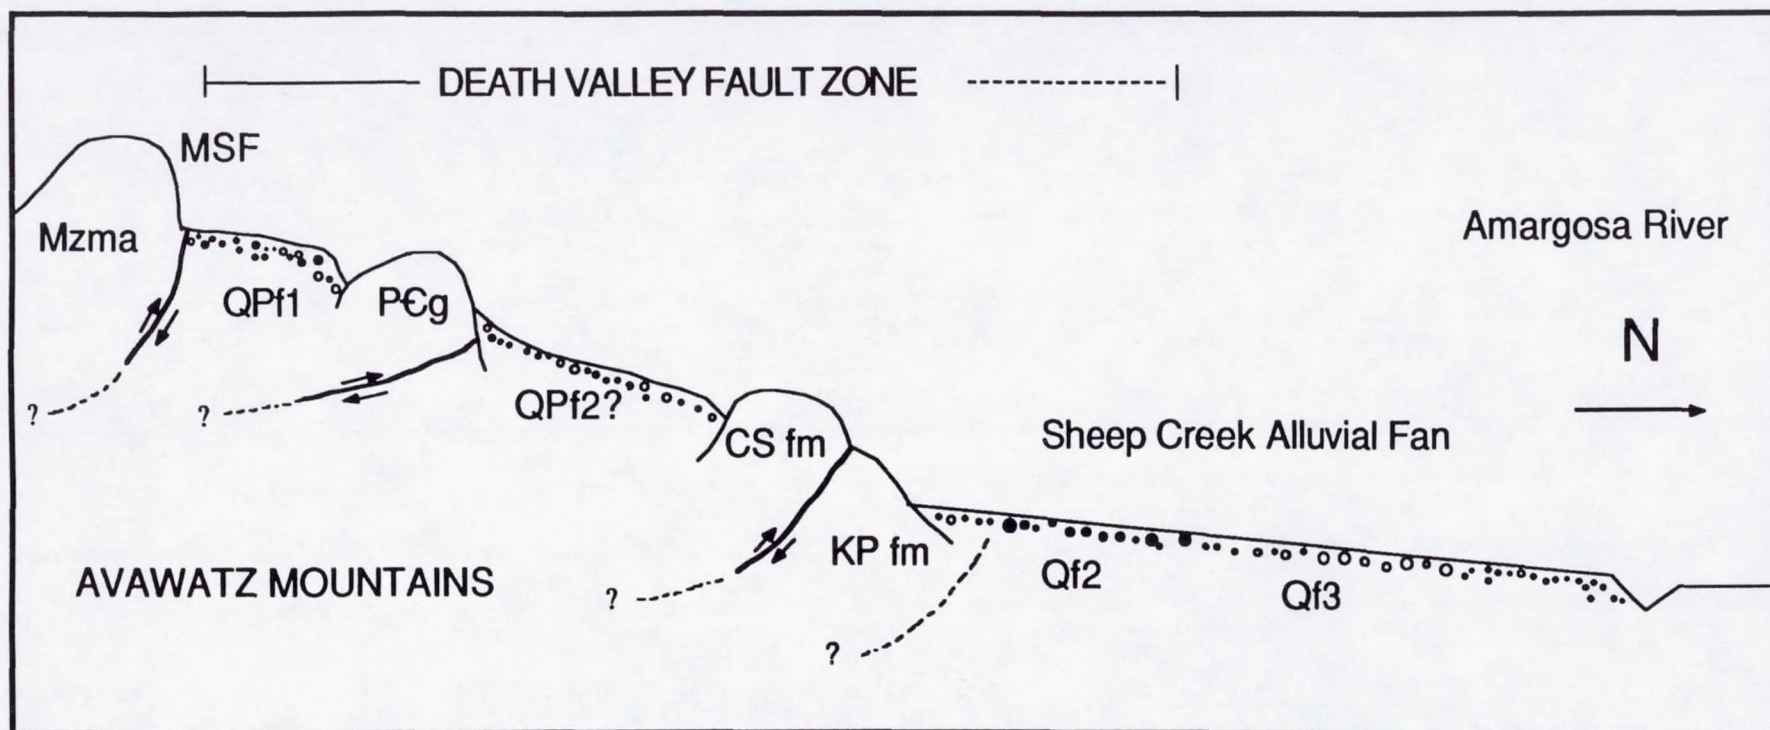 DEATH VALLEY FAULT ZONE
MSF
Mzma
Amargosa River
QPf1
PЄg
N
?
?
QPf2?
CS fm
Sheep Creek Alluvial Fan
KP fm
Qf2
AVAWATZ MOUNTAINS
?
Qf3
?